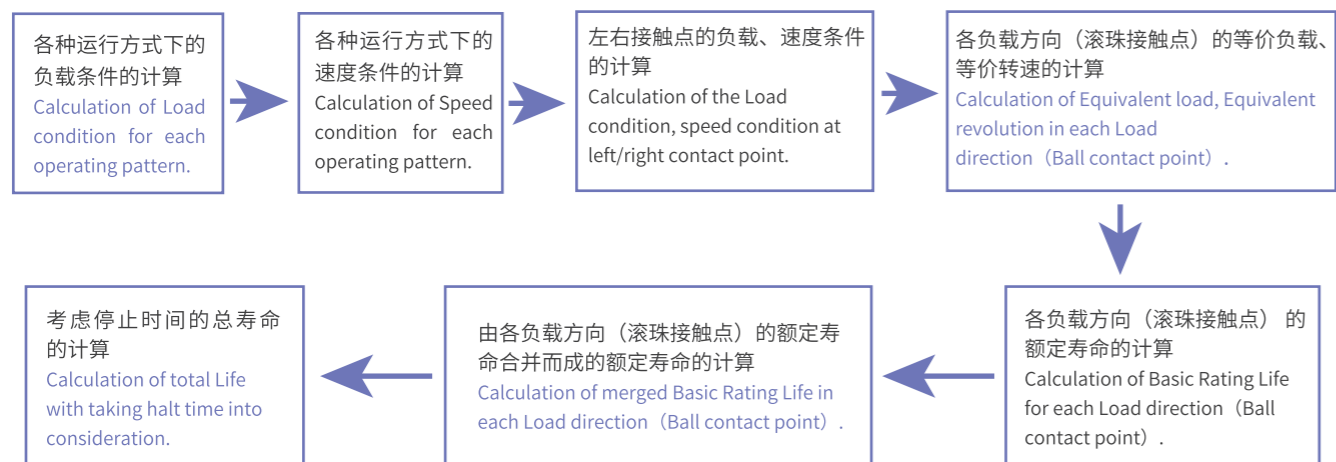 各种运行方式下的
负载条件的计算
Calculation of Load
condition for each
operating pattern.
各种运行方式下的
速度条件的计算
Calculation of Speed
condition for each
operating pattern.
左右接触点的负载、速度条件
的计算
Calculation of the Load
condition, speed condition at
left/right contact point.
各负载方向（滚珠接触点）的等价负载、
等价转速的计算
Calculation of Equivalent load, Equivalent
revolution in each Load
direction（Ball contact point）.
各负载方向（滚珠接触点） 的
额定寿命的计算
Calculation of Basic Rating Life
for each Load direction（Ball
contact point）.
由各负载方向（滚珠接触点）的额定寿
命合并而成的额定寿命的计算
Calculation of merged Basic Rating Life in
each Load direction（Ball contact point）.
考虑停止时间的总寿命
的计算
Calculation of total Life
with taking halt time into
consideration.